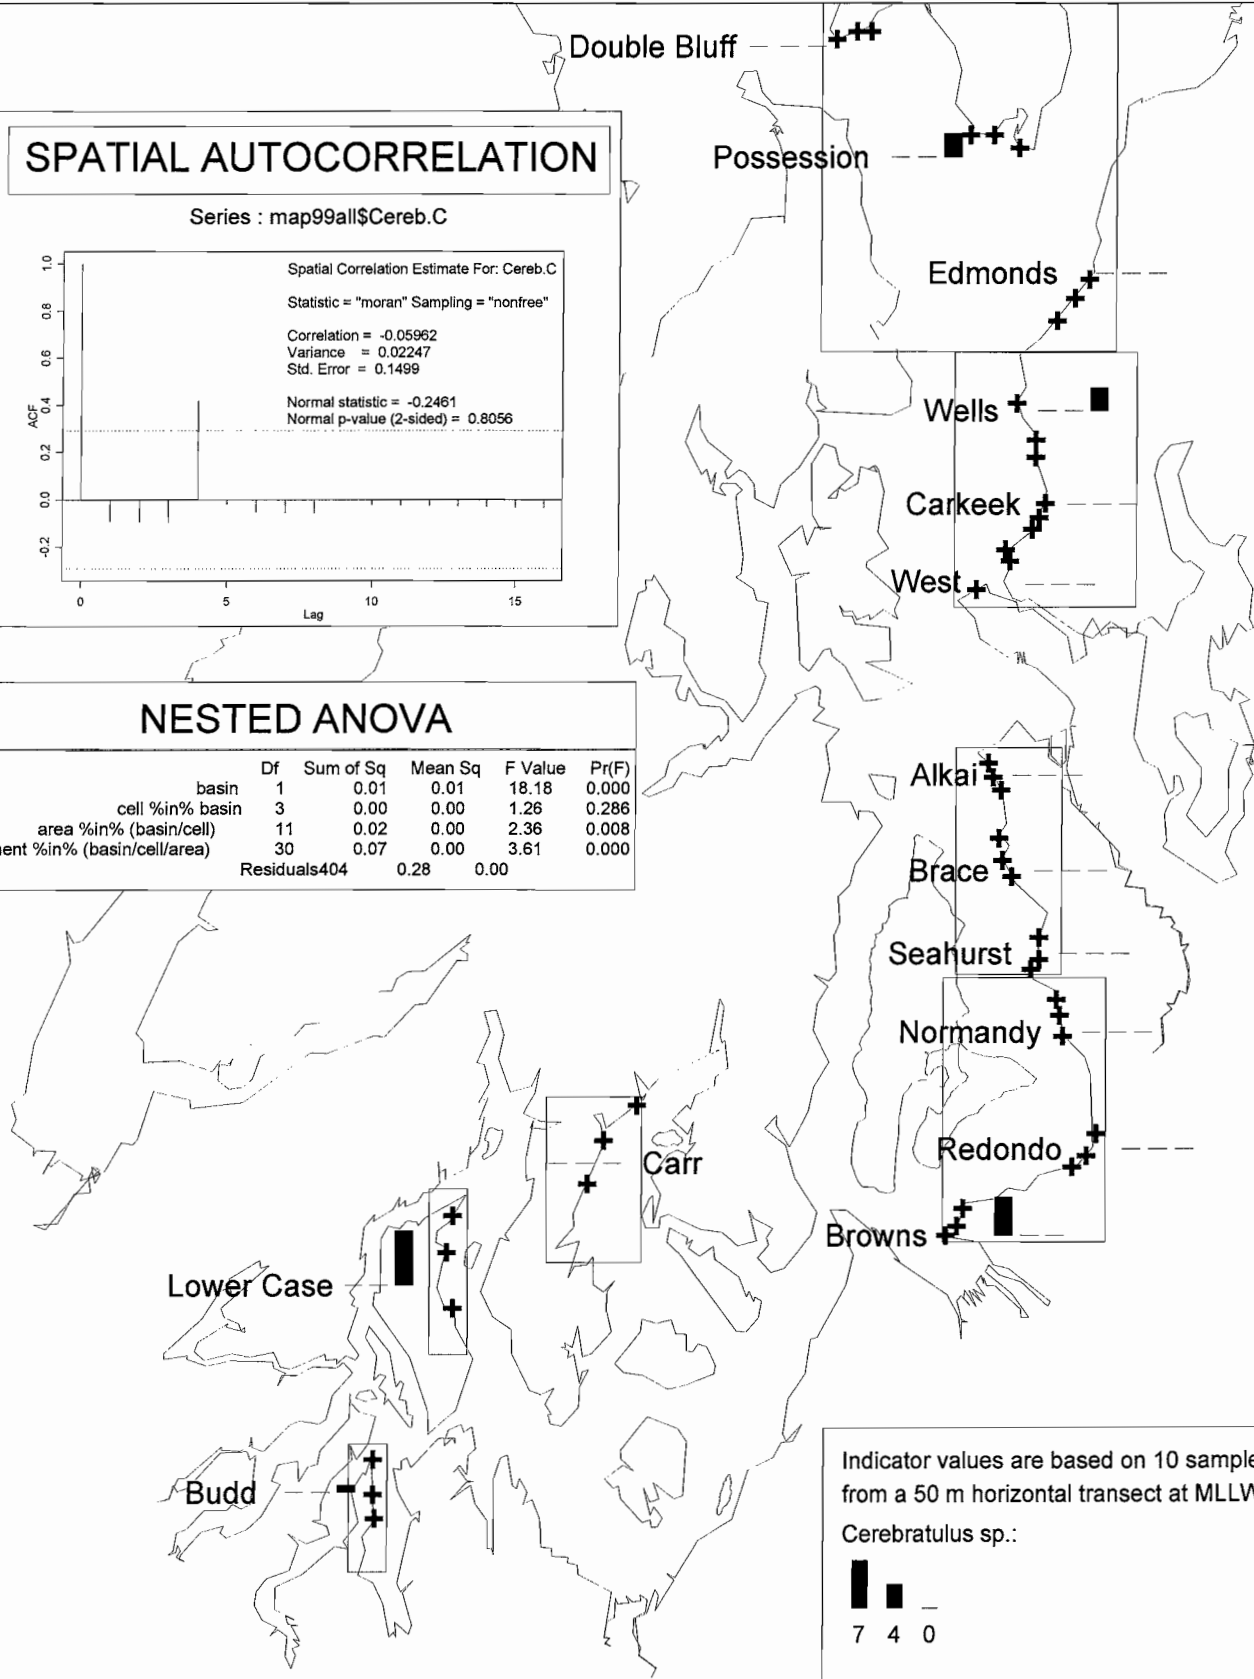 Double Bluff
Possession
Edmonds
Wells
Carkeek
West
Alkai
Brace
Seahurst
Normandy
Redondo
Browns
Carr
Lower Case
Budd
SPATIAL AUTOCORRELATION
Series : map99all$Cereb.C
Spatial Correlation Estimate For: Cereb.C
Statistic = "moran" Sampling = "nonfree"
Correlation = -0.05962
Variance = 0.02247
Std. Error = 0.1499
Normal statistic = -0.2461
Normal p-value (2-sided) = 0.8056
ACF
1.0
0.8
0.6
0.4
0.2
0.0
-0.2
0 5 10 15
Lag
NESTED ANOVA
Df Sum of Sq Mean Sq F Value Pr(F)
basin 1 0.01 0.01 18.18 0.000
cell %in% basin 3 0.00 0.00 1.26 0.286
area %in% (basin/cell) 11 0.02 0.00 2.36 0.008
ent %in% (basin/cell/area) 30 0.07 0.00 3.61 0.000
Residuals404 0.28 0.00
Indicator values are based on 10 sample
from a 50 m horizontal transect at MLLW
Cerebratulus sp.:
7 4 0